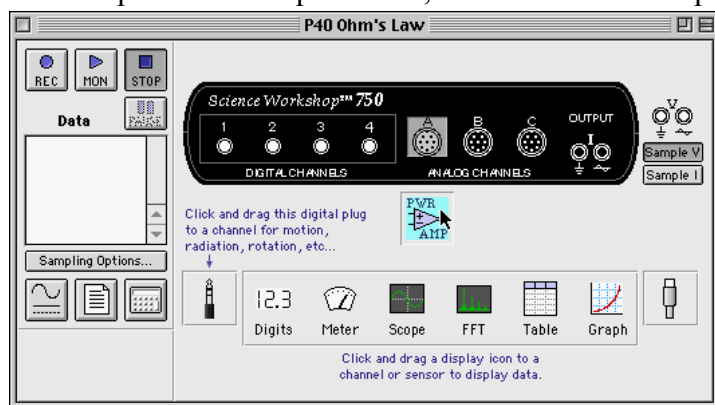 P40 Ohm's Law
REC MON STOP
PAUSE
Data
Sampling Options...
Science Workshop™ 750
1 2 3 4
DIGITAL CHANNELS
A B C
ANALOG CHANNELS
OUTPUT
I
V
Sample V
Sample I
PWR
AMP
Click and drag this digital plug
to a channel for motion,
radiation, rotation, etc...
12.3
Digits Meter Scope FFT Table Graph
Click and drag a display icon to a
channel or sensor to display data.